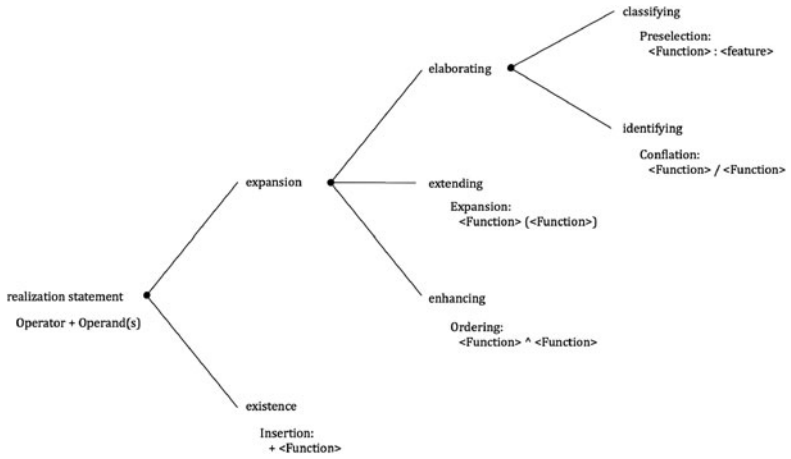 classifying
Preselection:
<Function> : <feature>
elaborating
identifying
Conflation:
<Function> / <Function>
expansion
extending
Expansion:
<Function> (<Function>)
realization statement
Operator + Operand(s)
enhancing
Ordering:
<Function> ^ <Function>
existence
Insertion:
+ <Function>